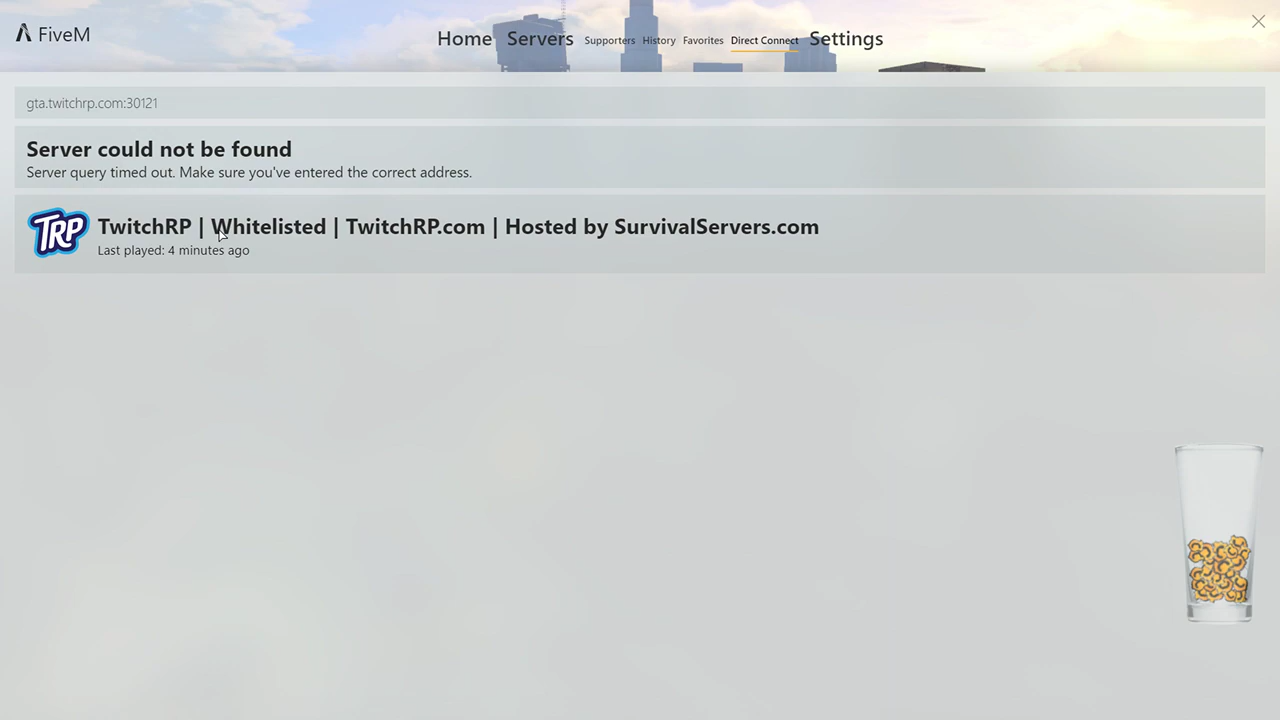 FiveM
Home Servers Supporters History Favorites Direct Connect Settings
gta.twitchrp.com:30121
Server could not be found
Server query timed out. Make sure you've entered the correct address.
TRP
TwitchRP | Whitelisted | TwitchRP.com | Hosted by SurvivalServers.com
Last played: 4 minutes ago